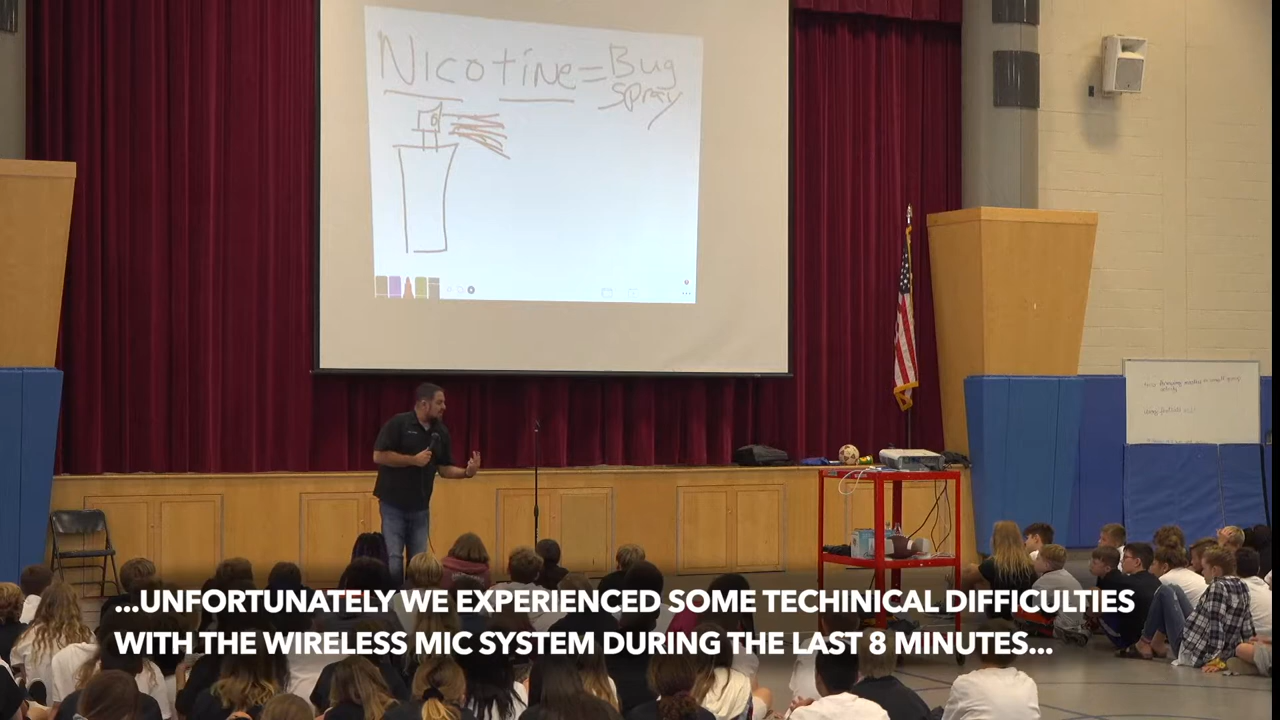 Nicotine = Bug
Spray
...UNFORTUNATELY WE EXPERIENCED SOME TECHINICAL DIFFICULTIES
WITH THE WIRELESS MIC SYSTEM DURING THE LAST 8 MINUTES...